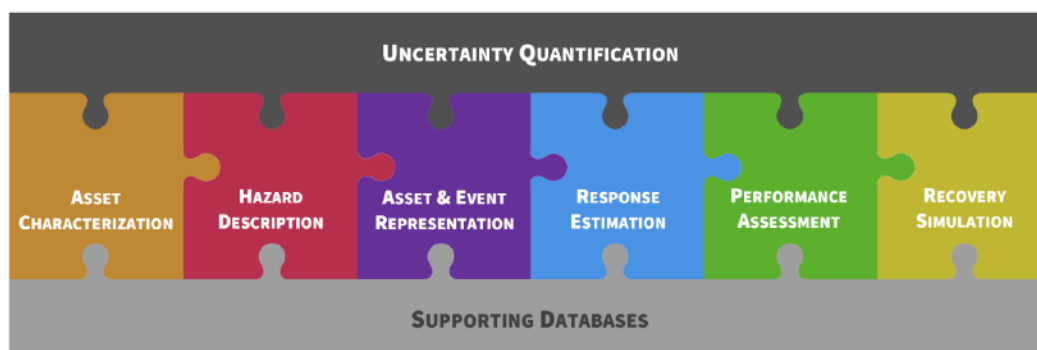 UNCERTAINTY QUANTIFICATION
ASSET
CHARACTERIZATION
HAZARD
DESCRIPTION
ASSET & EVENT
REPRESENTATION
RESPONSE
ESTIMATION
PERFORMANCE
ASSESSMENT
RECOVERY
SIMULATION
SUPPORTING DATABASES